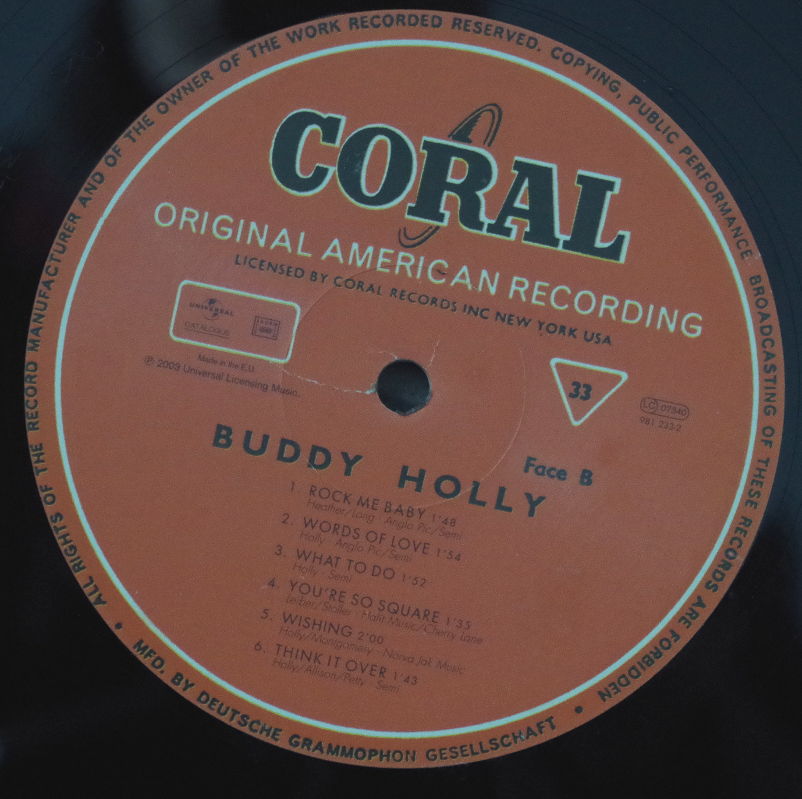 ALL RIGHTS OF THE RECORD MANUFACTURER AND OF THE OWNER OF THE WORK RECORDED RESERVED. COPYING, PUBLIC PERFORMANCE BROADCASTING OF THESE RECORDS ARE FORBIDDEN
CORAL
ORIGINAL AMERICAN RECORDING
LICENSED BY CORAL RECORDS INC NEW YORK USA
UNIVERSAL
CATALOGUE
Made in the E.U.
℗ 2003 Universal Licensing Music.
33
LC 07340
981 233-2
Face B
BUDDY HOLLY
1. ROCK ME BABY 1'48
Heather/Long · Anglo Pic/Semi
2. WORDS OF LOVE 1'54
Holly · Anglo Pic/Semi
3. WHAT TO DO 1'52
Holly · Semi
4. YOU'RE SO SQUARE 1'35
Leiber/Stoller · Halit Music/Cherry Lane
5. WISHING 2'00
Holly/Montgomery · Norva Jak Music
6. THINK IT OVER 1'43
Holly/Allison/Petty · Semi
• MFD. BY DEUTSCHE GRAMMOPHON GESELLSCHAFT •